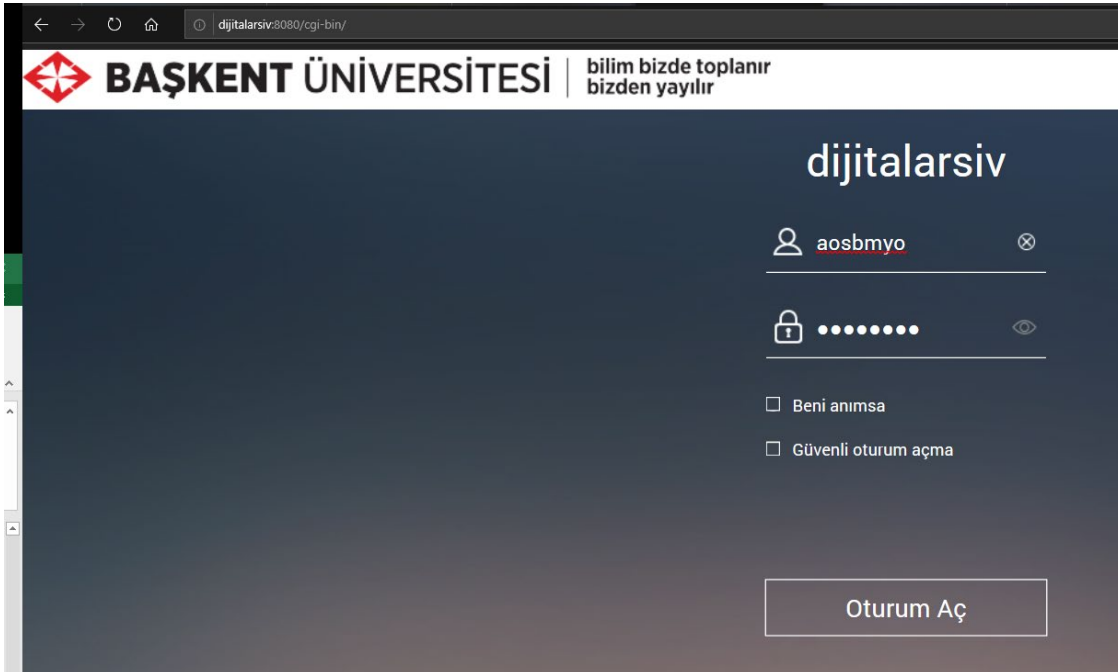 dijitalarsiv:8080/cgi-bin/
BAŞKENT ÜNİVERSİTESİ
bilim bizde toplanır
bizden yayılır
dijitalarsiv
aosbmyo
Beni anımsa
Güvenli oturum açma
Oturum Aç